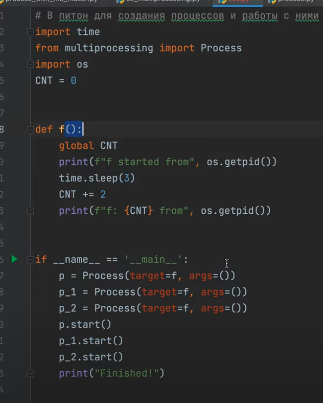 # В питон для создания процессов и работы с ними
import time
from multiprocessing import Process
import os
CNT = 0
def f():
global CNT
print(f"f started from", os.getpid())
time.sleep(3)
CNT += 2
print(f"f: {CNT} from", os.getpid())
if __name__ == '__main__':
p = Process(target=f, args=())
p_1 = Process(target=f, args=())
p_2 = Process(target=f, args=())
p.start()
p_1.start()
p_2.start()
print("Finished!")